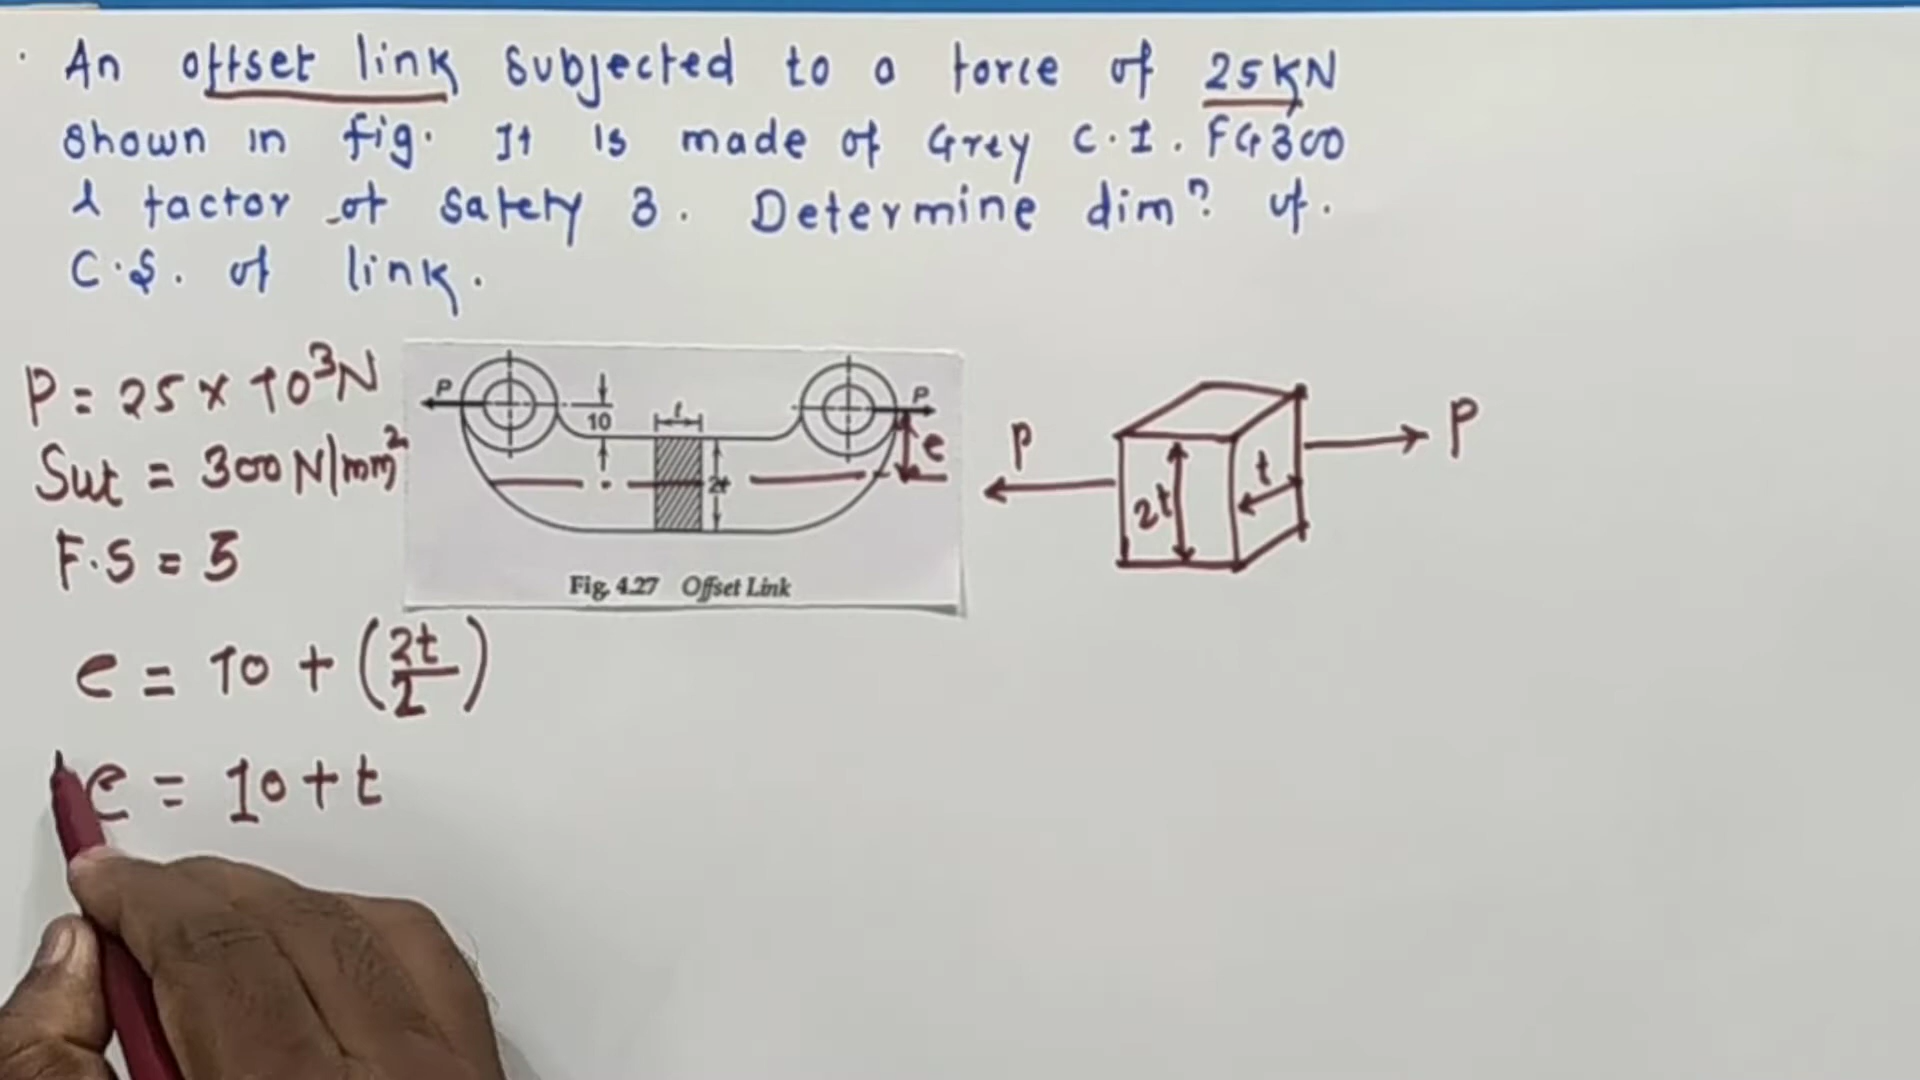 An offset link subjected to a force of 25KN
shown in fig. It is made of Grey C.I. FG300
& factor of safety 3. Determine dimn of.
C.S. of link.
P = 25 × 10³N
Sut = 300 N/mm²
F.S = 3
P
10
t
2t
P
e
Fig. 4.27 Offset Link
P
2t
t
P
e = 10 + (2t/2)
e = 10 + t